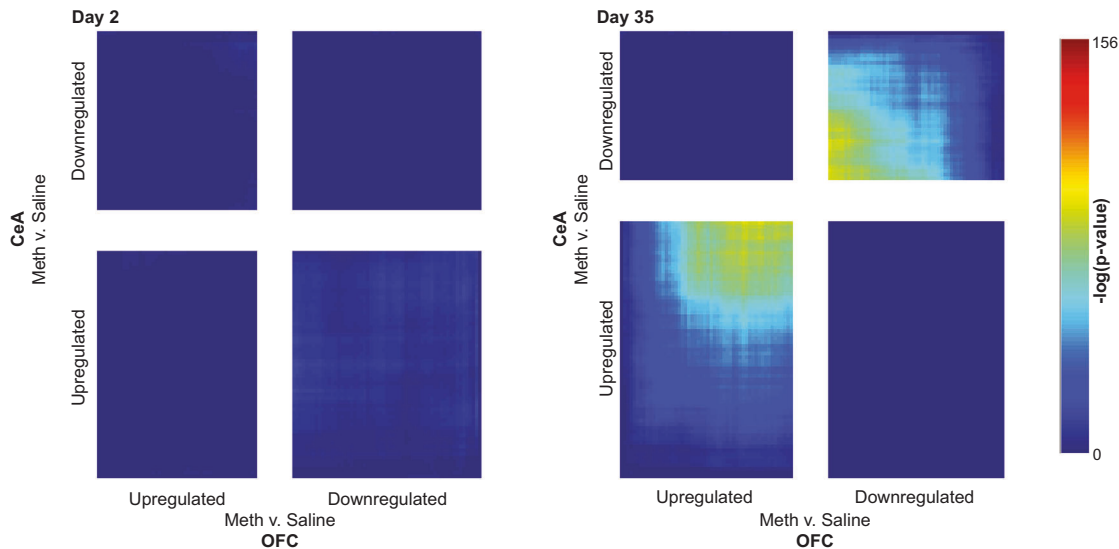 Day 2
Downregulated
CeA
Meth v. Saline
Upregulated
Upregulated
Downregulated
Meth v. Saline
OFC
Day 35
Downregulated
CeA
Meth v. Saline
Upregulated
Upregulated
Downregulated
Meth v. Saline
OFC
156
-log(p-value)
0